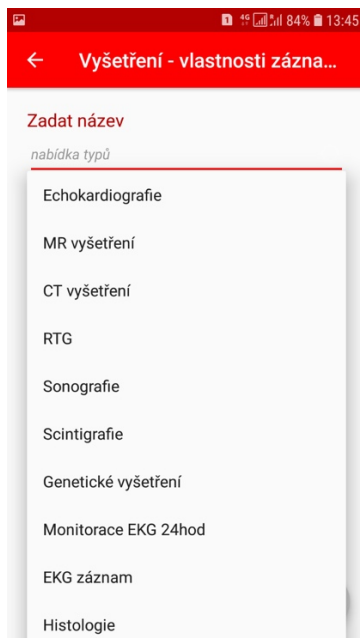 84% 13:45
Vyšetření - vlastnosti zázna...
Zadat název
nabídka typů
Echokardiografie
MR vyšetření
CT vyšetření
RTG
Sonografie
Scintigrafie
Genetické vyšetření
Monitorace EKG 24hod
EKG záznam
Histologie